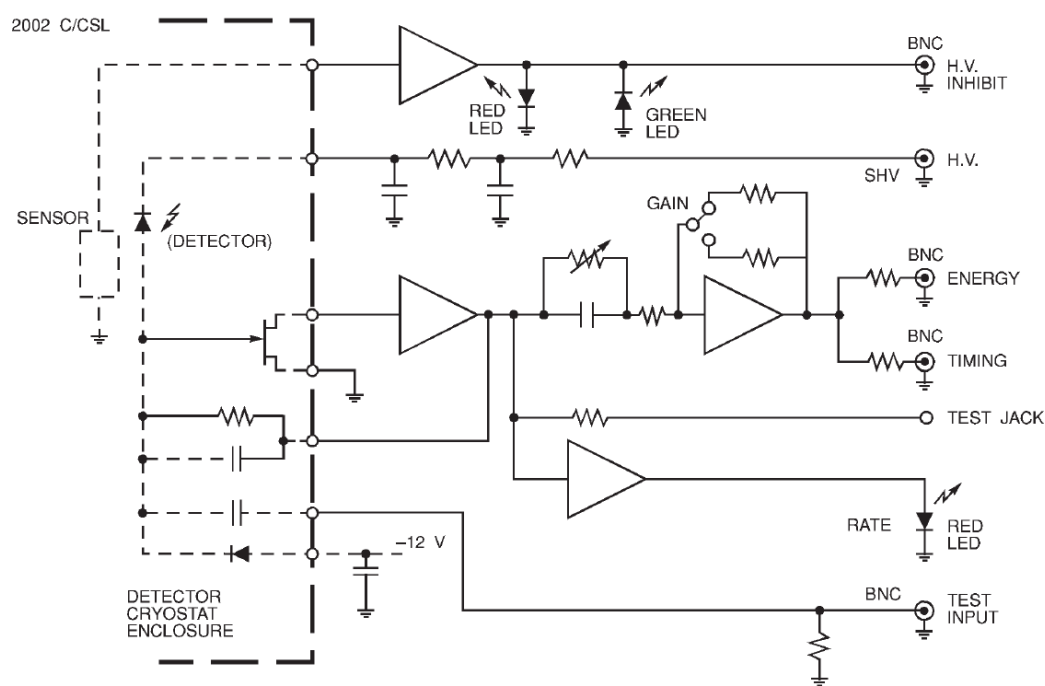 2002 C/CSL
BNC
H.V.
INHIBIT
RED
LED
GREEN
LED
SHV
H.V.
SENSOR
(DETECTOR)
GAIN
BNC
ENERGY
BNC
TIMING
TEST JACK
RATE
RED
LED
–12 V
DETECTOR
CRYOSTAT
ENCLOSURE
BNC
TEST
INPUT